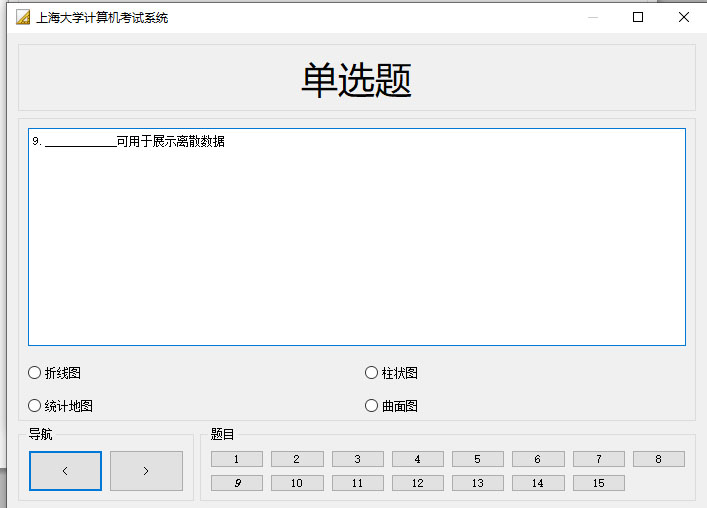 上海大学计算机考试系统
单选题
9. ____________可用于展示离散数据
折线图 柱状图
统计地图 曲面图
导航 题目
< > 
1 2 3 4 5 6 7 8
9 10 11 12 13 14 15